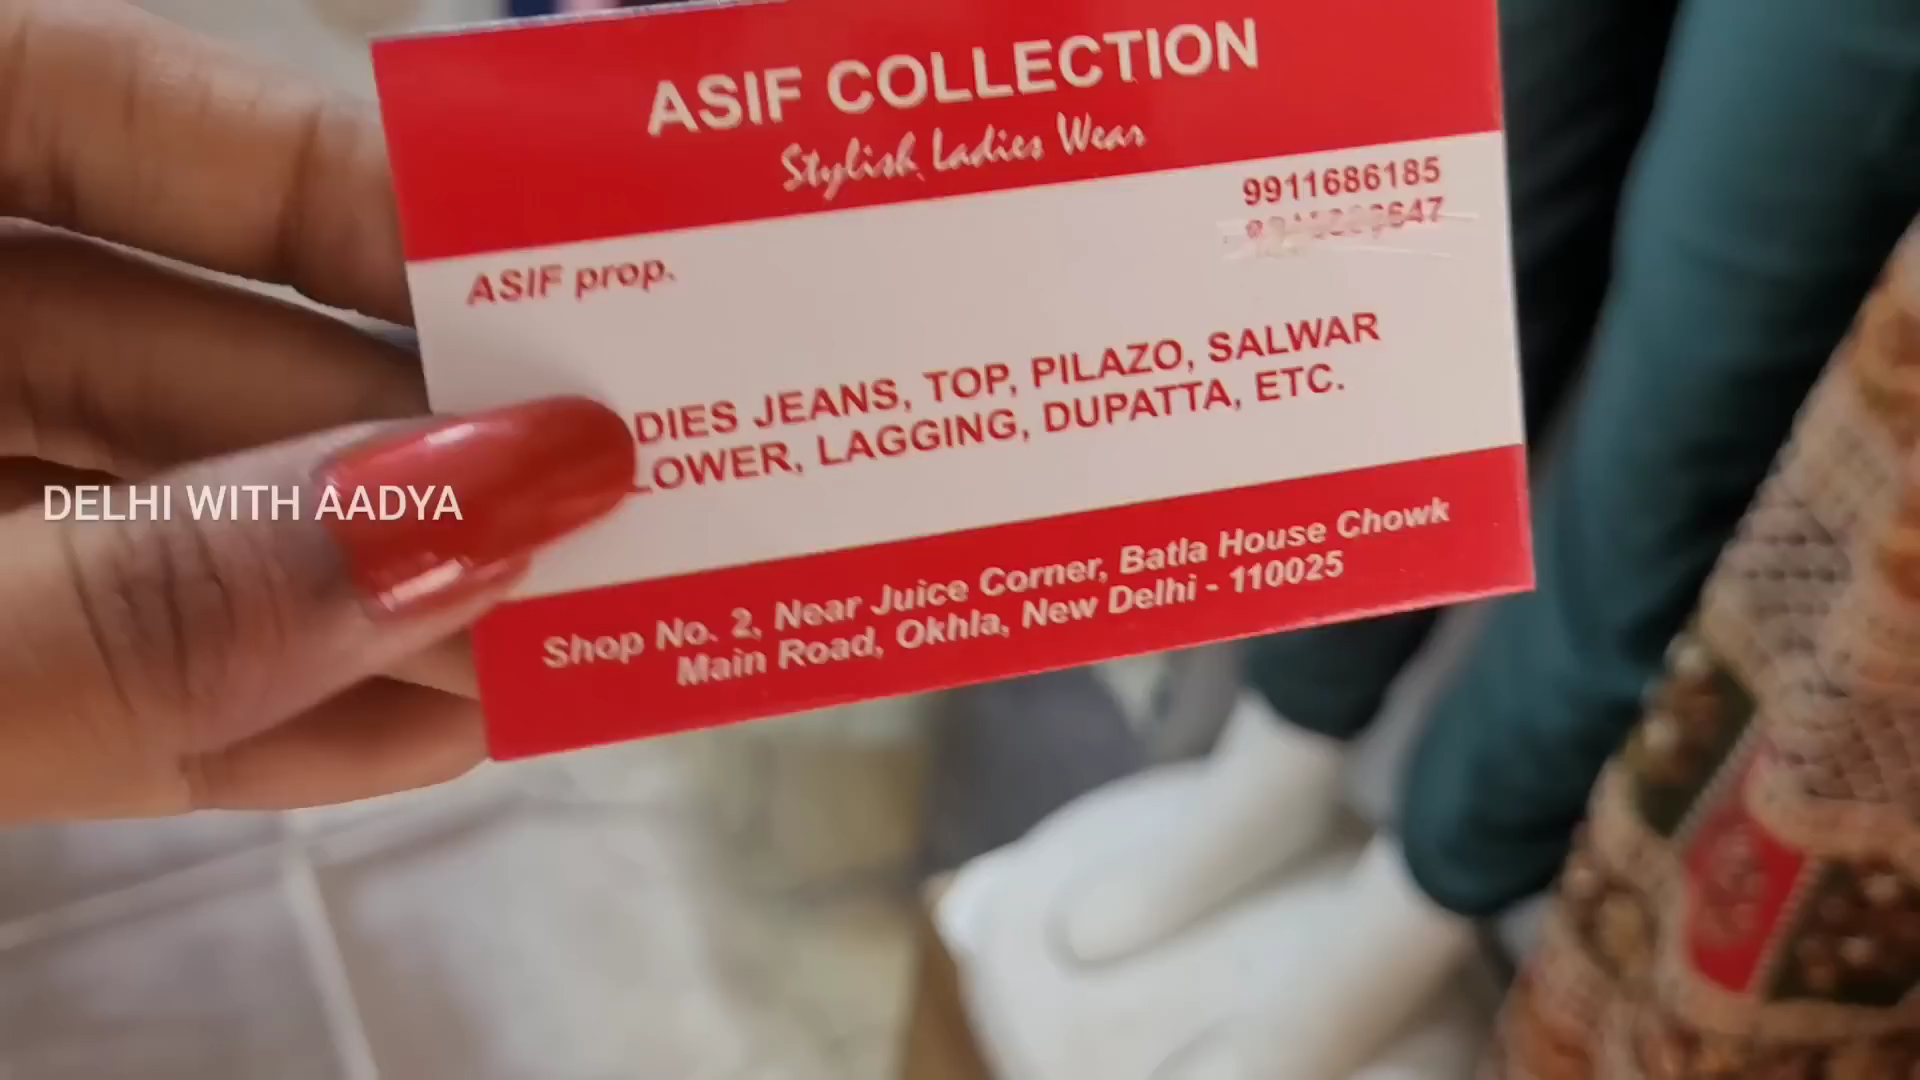 ASIF COLLECTION
Stylish Ladies Wear
9911686185
ASIF prop.
DIES JEANS, TOP, PILAZO, SALWAR
LOWER, LAGGING, DUPATTA, ETC.
DELHI WITH AADYA
Shop No. 2, Near Juice Corner, Batla House Chowk
Main Road, Okhla, New Delhi - 110025